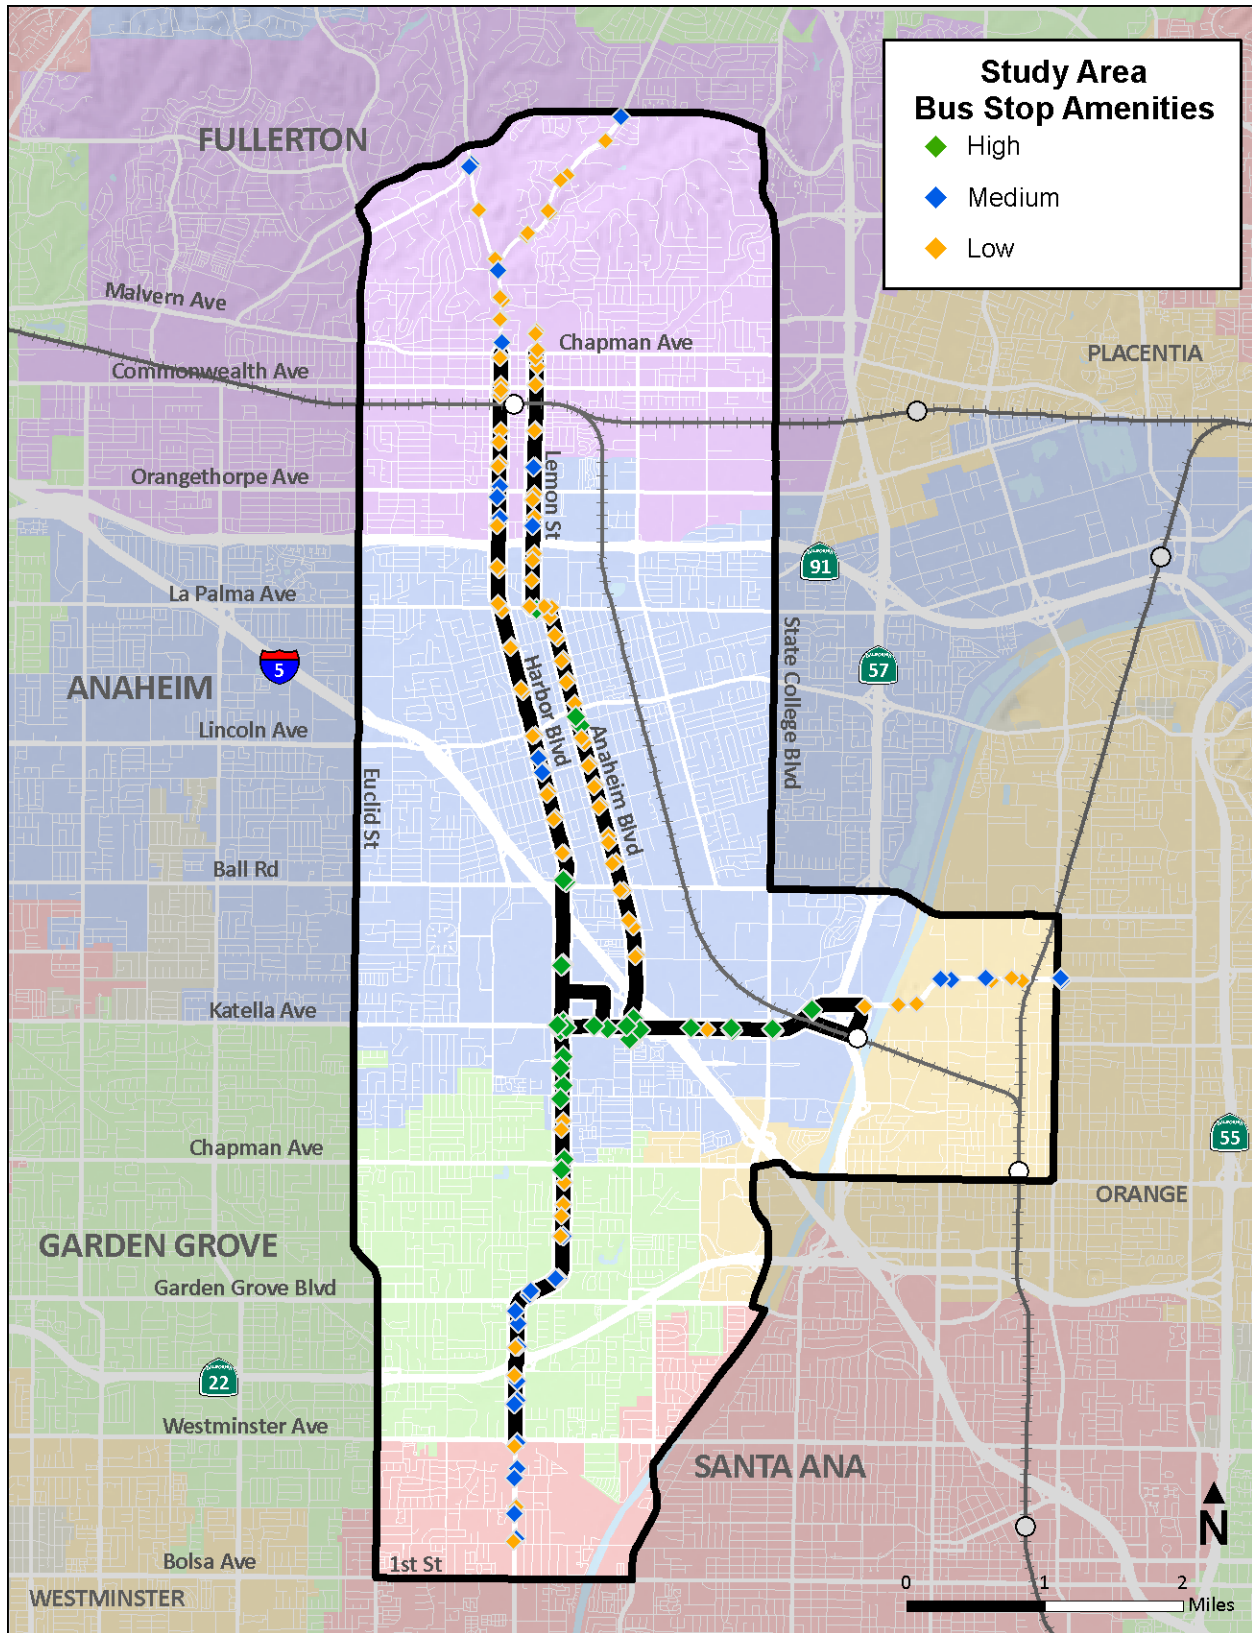 Study Area
Bus Stop Amenities
High
Medium
Low
FULLERTON
Malvern Ave
Chapman Ave
PLACENTIA
Commonwealth Ave
Orangethorpe Ave
Lemon St
91
La Palma Ave
State College Blvd
57
5
ANAHEIM
Harbor Blvd
Lincoln Ave
Anaheim Blvd
Euclid St
Ball Rd
Katella Ave
Chapman Ave
55
ORANGE
GARDEN GROVE
Garden Grove Blvd
22
Westminster Ave
SANTA ANA
N
Bolsa Ave
1st St
WESTMINSTER
0 1 2
Miles